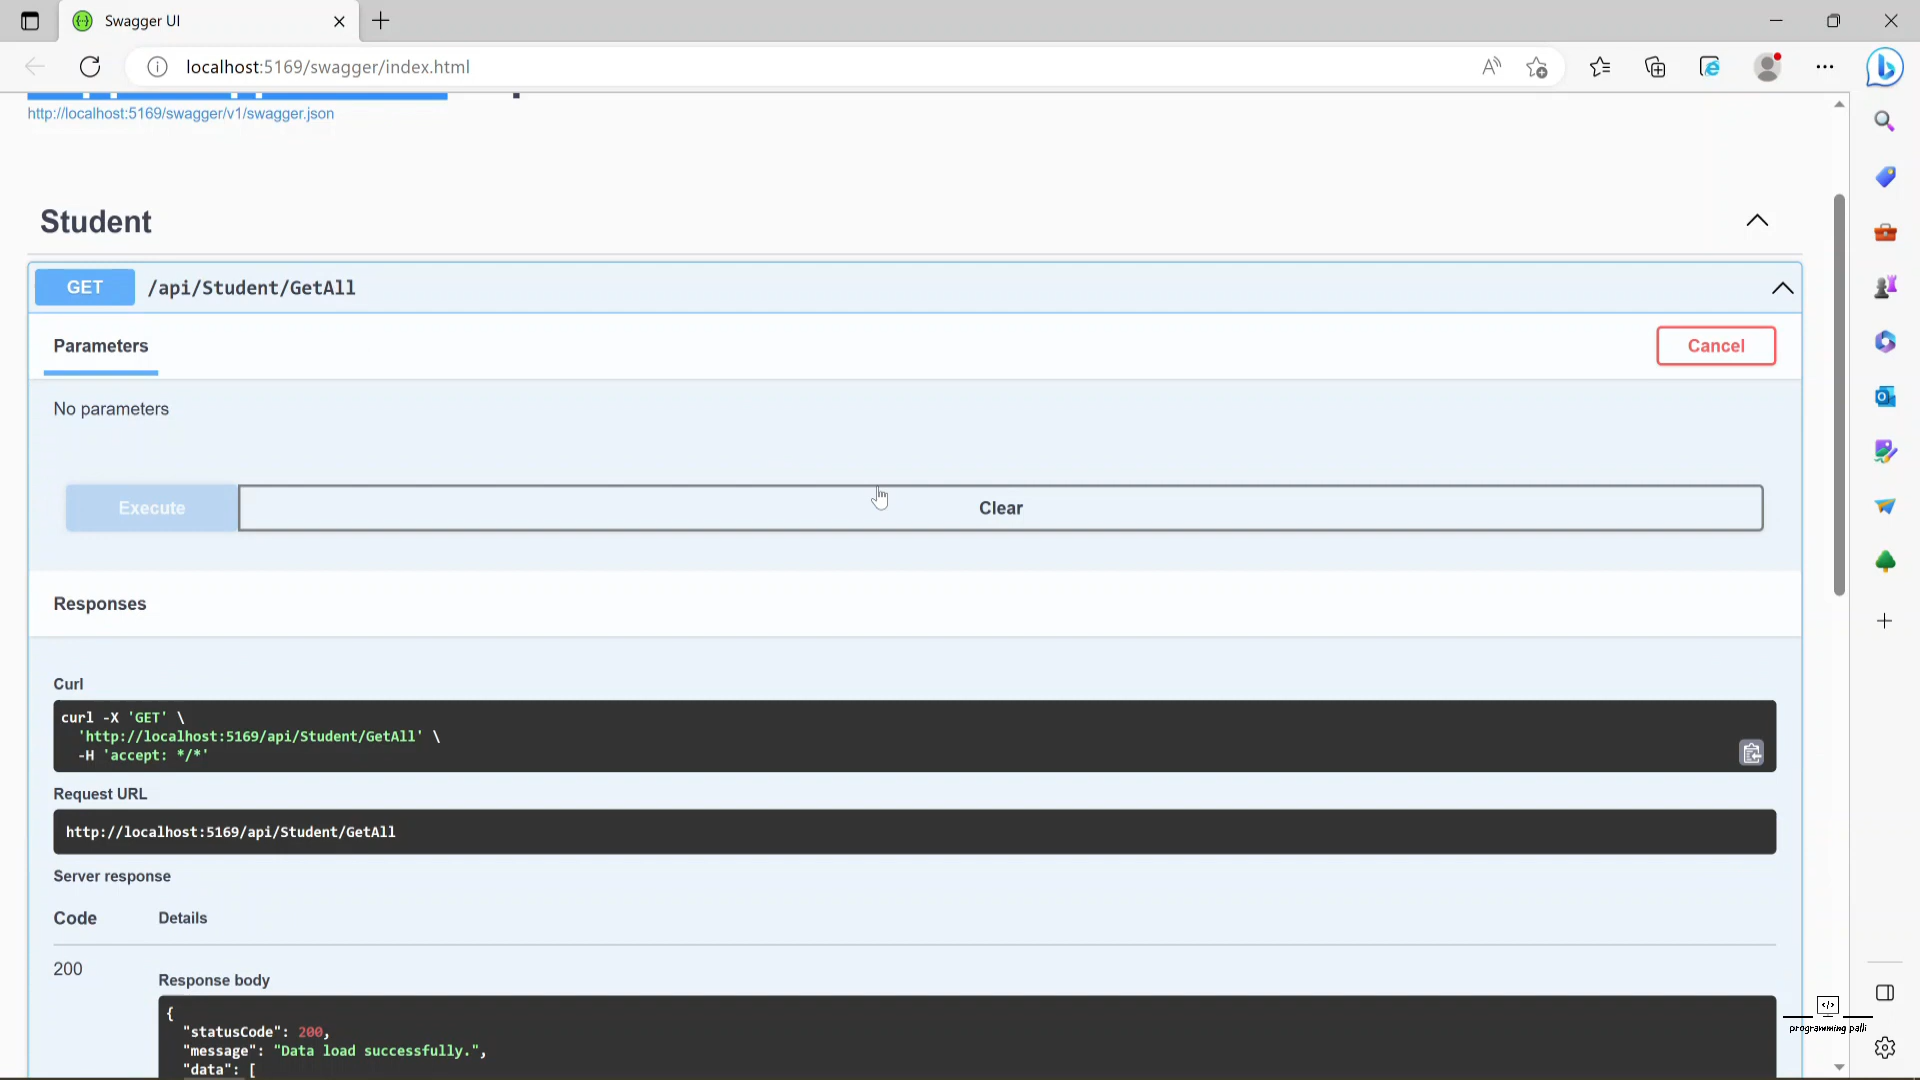 Swagger UI
localhost:5169/swagger/index.html
http://localhost:5169/swagger/v1/swagger.json
Student
GET /api/Student/GetAll
Parameters
Cancel
No parameters
Execute
Clear
Responses
Curl
curl -X 'GET' \
'http://localhost:5169/api/Student/GetAll' \
-H 'accept: */*'
Request URL
http://localhost:5169/api/Student/GetAll
Server response
Code Details
200
Response body
{
"statusCode": 200,
"message": "Data load successfully.",
"data": [
</>
programming palli